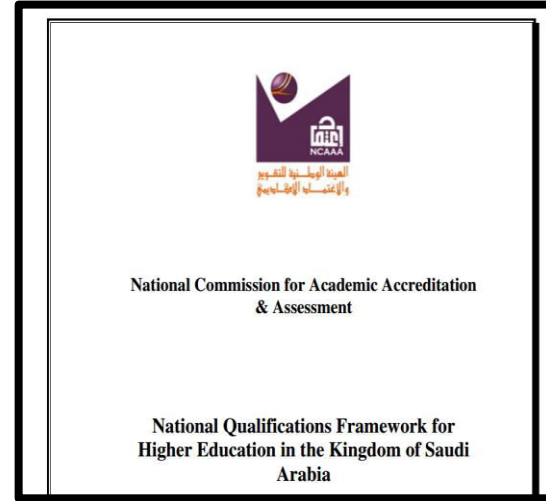 اعتماد
NCAAA
الهيئة الوطنية للتقويم
والاعتماد الأكاديمي
National Commission for Academic Accreditation
& Assessment
National Qualifications Framework for
Higher Education in the Kingdom of Saudi
Arabia